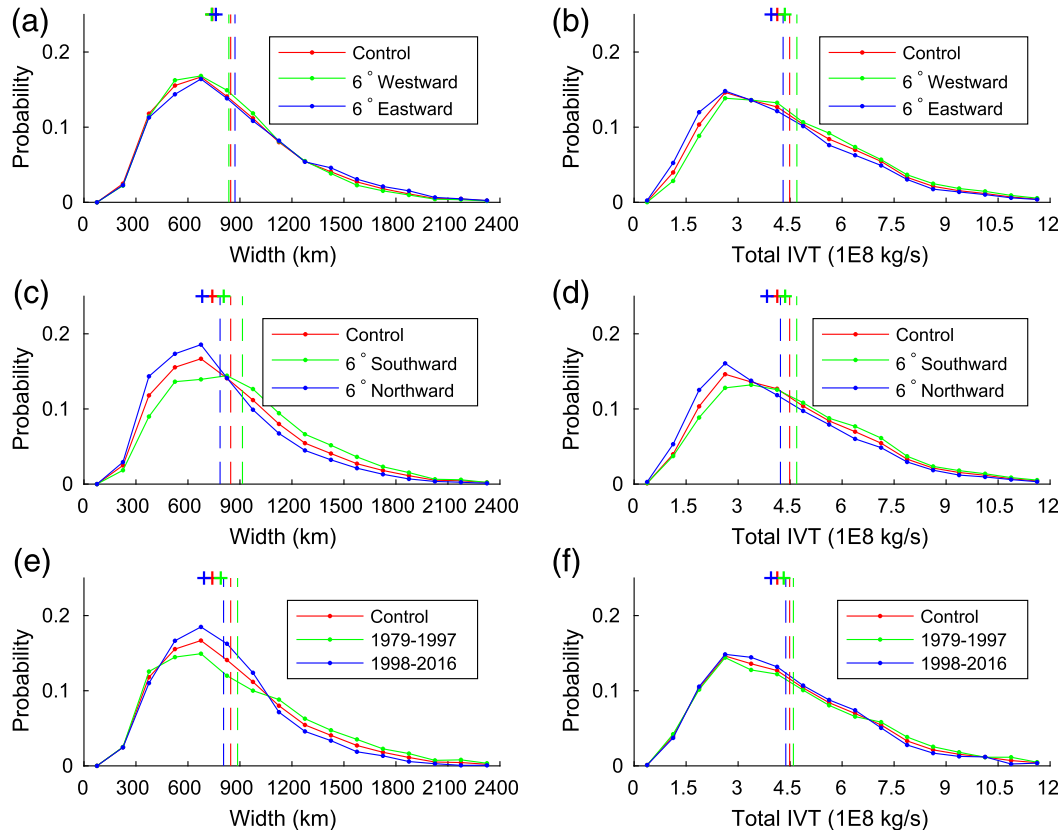 (a)
Probability
0.2
0.1
0
0 300 600 900 1200 1500 1800 2100 2400
Width (km)
Control
6° Westward
6° Eastward
(b)
Probability
0.2
0.1
0
0 1.5 3 4.5 6 7.5 9 10.5 12
Total IVT (1E8 kg/s)
Control
6° Westward
6° Eastward
(c)
Probability
0.2
0.1
0
0 300 600 900 1200 1500 1800 2100 2400
Width (km)
Control
6° Southward
6° Northward
(d)
Probability
0.2
0.1
0
0 1.5 3 4.5 6 7.5 9 10.5 12
Total IVT (1E8 kg/s)
Control
6° Southward
6° Northward
(e)
Probability
0.2
0.1
0
0 300 600 900 1200 1500 1800 2100 2400
Width (km)
Control
1979-1997
1998-2016
(f)
Probability
0.2
0.1
0
0 1.5 3 4.5 6 7.5 9 10.5 12
Total IVT (1E8 kg/s)
Control
1979-1997
1998-2016